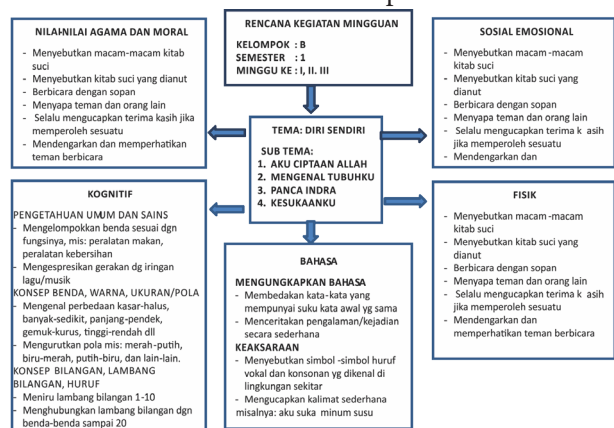 RENCANA KEGIATAN MINGGUAN
KELOMPOK : B
SEMESTER : 1
MINGGU KE : I, II. III
NILAI-NILAI AGAMA DAN MORAL
- Menyebutkan macam-macam kitab
suci
- Menyebutkan kitab suci yang dianut
- Berbicara dengan sopan
- Menyapa teman dan orang lain
- Selalu mengucapkan terima kasih jika
memperoleh sesuatu
- Mendengarkan dan memperhatikan
teman berbicara
SOSIAL EMOSIONAL
- Menyebutkan macam -macam
kitab suci
- Menyebutkan kitab suci yang
dianut
- Berbicara dengan sopan
- Menyapa teman dan orang lain
- Selalu mengucapkan terima k asih
jika memperoleh sesuatu
- Mendengarkan dan
TEMA: DIRI SENDIRI
SUB TEMA:
1. AKU CIPTAAN ALLAH
2. MENGENAL TUBUHKU
3. PANCA INDRA
4. KESUKAANKU
KOGNITIF
PENGETAHUAN UMUM DAN SAINS
- Mengelompokkan benda sesuai dgn
fungsinya, mis: peralatan makan,
peralatan kebersihan
- Mengespresikan gerakan dg iringan
lagu/musik
KONSEP BENDA, WARNA, UKURAN/POLA
- Mengenal perbedaan kasar-halus,
banyak-sedikit, panjang-pendek,
gemuk-kurus, tinggi-rendah dll
- Mengurutkan pola mis: merah-putih,
biru-merah, putih-biru, dan lain-lain.
KONSEP BILANGAN, LAMBANG
BILANGAN, HURUF
- Meniru lambang bilangan 1-10
- Menghubungkan lambang bilangan dgn
benda-benda sampai 20
BAHASA
MENGUNGKAPKAN BAHASA
- Membedakan kata-kata yang
mempunyai suku kata awal yg sama
- Menceritakan pengalaman/kejadian
secara sederhana
KEAKSARAAN
- Menyebutkan simbol -simbol huruf
vokal dan konsonan yg dikenal di
lingkungan sekitar
- Mengucapkan kalimat sederhana
misalnya: aku suka minum susu
FISIK
- Menyebutkan macam -macam
kitab suci
- Menyebutkan kitab suci yang
dianut
- Berbicara dengan sopan
- Menyapa teman dan orang lain
- Selalu mengucapkan terima k asih
jika memperoleh sesuatu
- Mendengarkan dan
memperhatikan teman berbicara